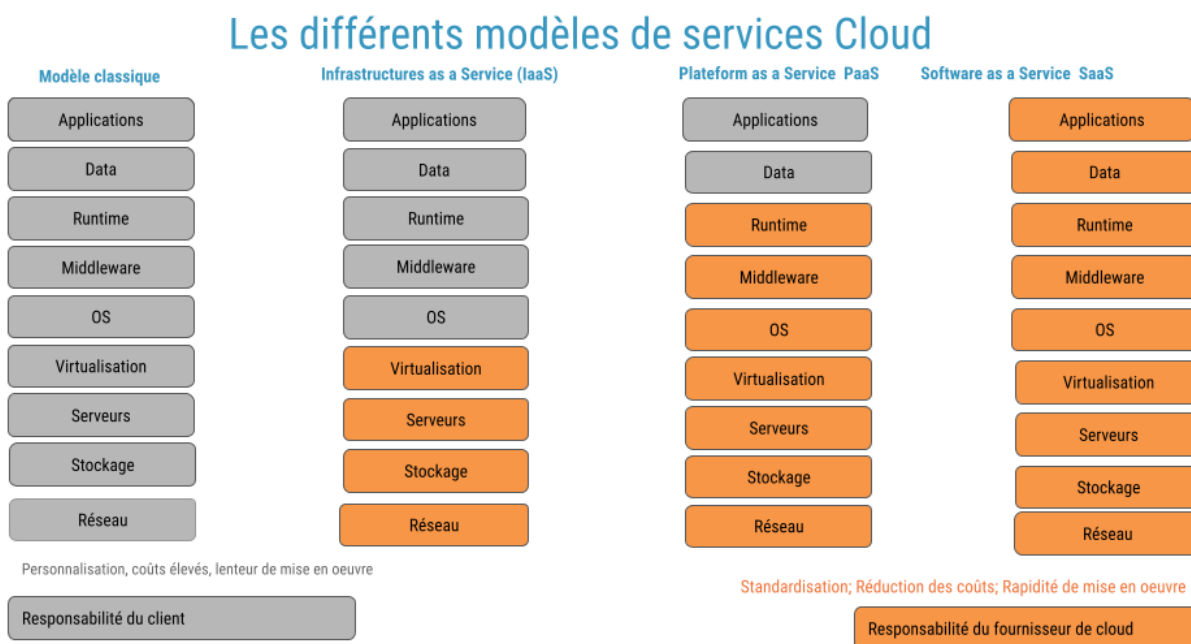 Les différents modèles de services Cloud
Modèle classique
Applications
Data
Runtime
Middleware
OS
Virtualisation
Serveurs
Stockage
Réseau
Infrastructures as a Service (IaaS)
Applications
Data
Runtime
Middleware
OS
Virtualisation
Serveurs
Stockage
Réseau
Plateform as a Service PaaS
Applications
Data
Runtime
Middleware
OS
Virtualisation
Serveurs
Stockage
Réseau
Software as a Service SaaS
Applications
Data
Runtime
Middleware
OS
Virtualisation
Serveurs
Stockage
Réseau
Personnalisation, coûts élevés, lenteur de mise en oeuvre
Standardisation; Réduction des coûts; Rapidité de mise en oeuvre
Responsabilité du client
Responsabilité du fournisseur de cloud